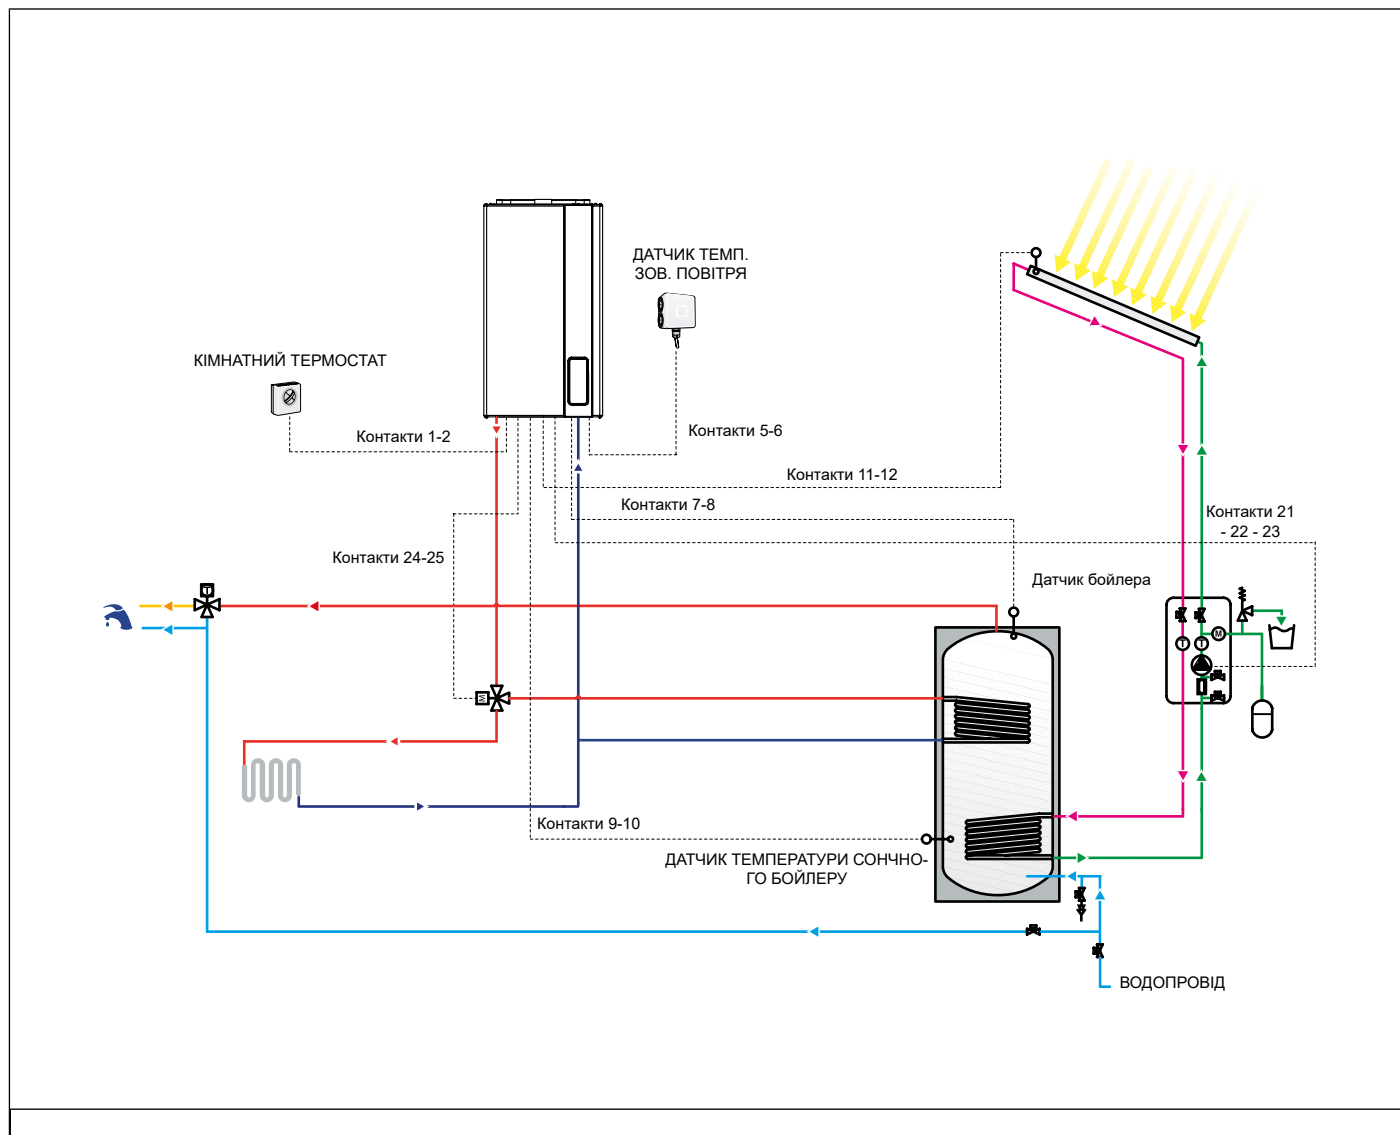 ДАТЧИК ТЕМП.
ЗОВ. ПОВІТРЯ
КІМНАТНИЙ ТЕРМОСТАТ
Контакти 1-2
Контакти 5-6
Контакти 11-12
Контакти 7-8
Контакти 21
- 22 - 23
Контакти 24-25
Датчик бойлера
T
M
T
T
M
Контакти 9-10
ДАТЧИК ТЕМПЕРАТУРИ СОНЧНО-
ГО БОЙЛЕРУ
ВОДОПРОВІД